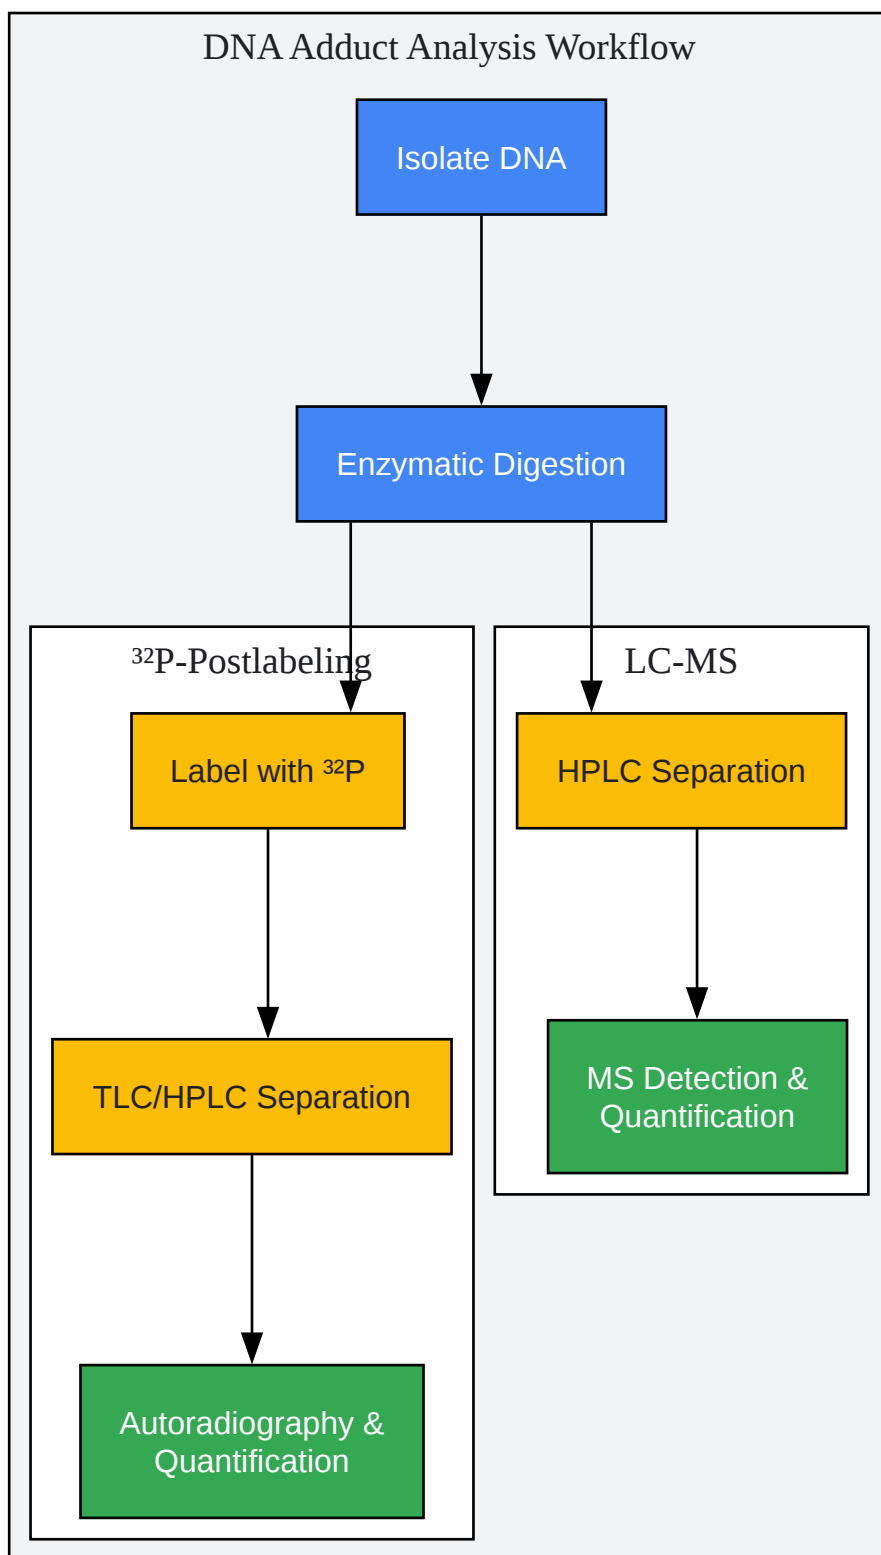 DNA Adduct Analysis Workflow
Isolate DNA
Enzymatic Digestion
³²P-Postlabeling
Label with ³²P
TLC/HPLC Separation
Autoradiography &
Quantification
LC-MS
HPLC Separation
MS Detection &
Quantification